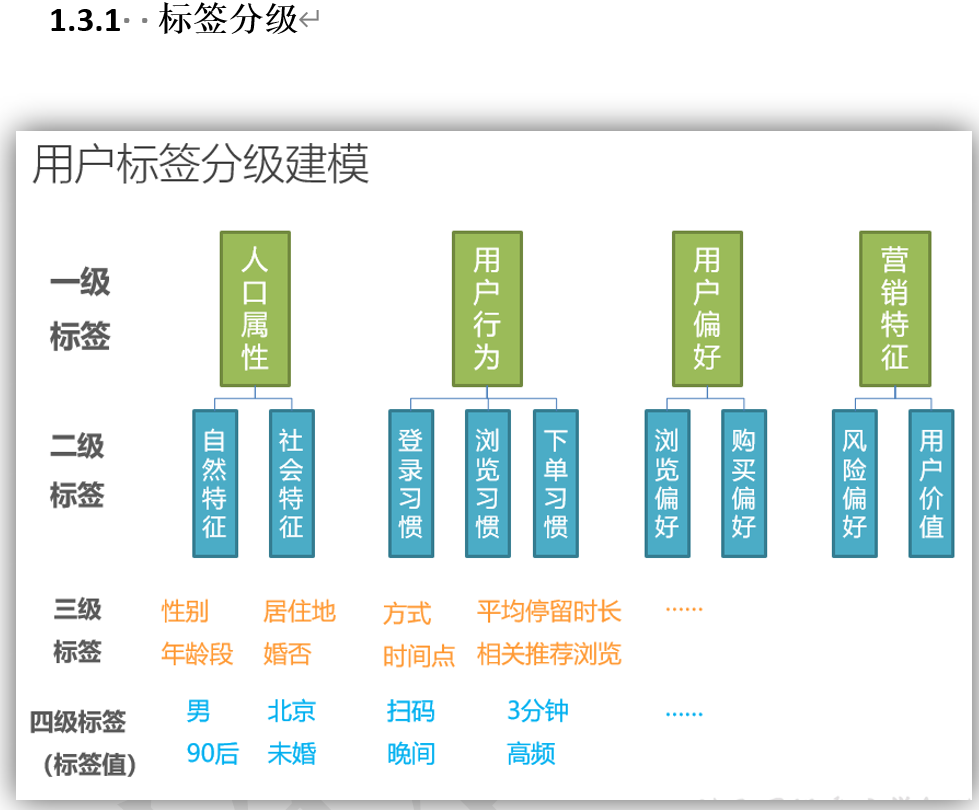 1.3.1 标签分级
用户标签分级建模
一级
标签
人口属性
用户行为
用户偏好
营销特征
二级
标签
自然特征
社会特征
登录习惯
浏览习惯
下单习惯
浏览偏好
购买偏好
风险偏好
用户价值
三级
标签
性别 居住地 方式 平均停留时长 ……
年龄段 婚否 时间点 相关推荐浏览
四级标签
(标签值)
男 北京 扫码 3分钟 ……
90后 未婚 晚间 高频